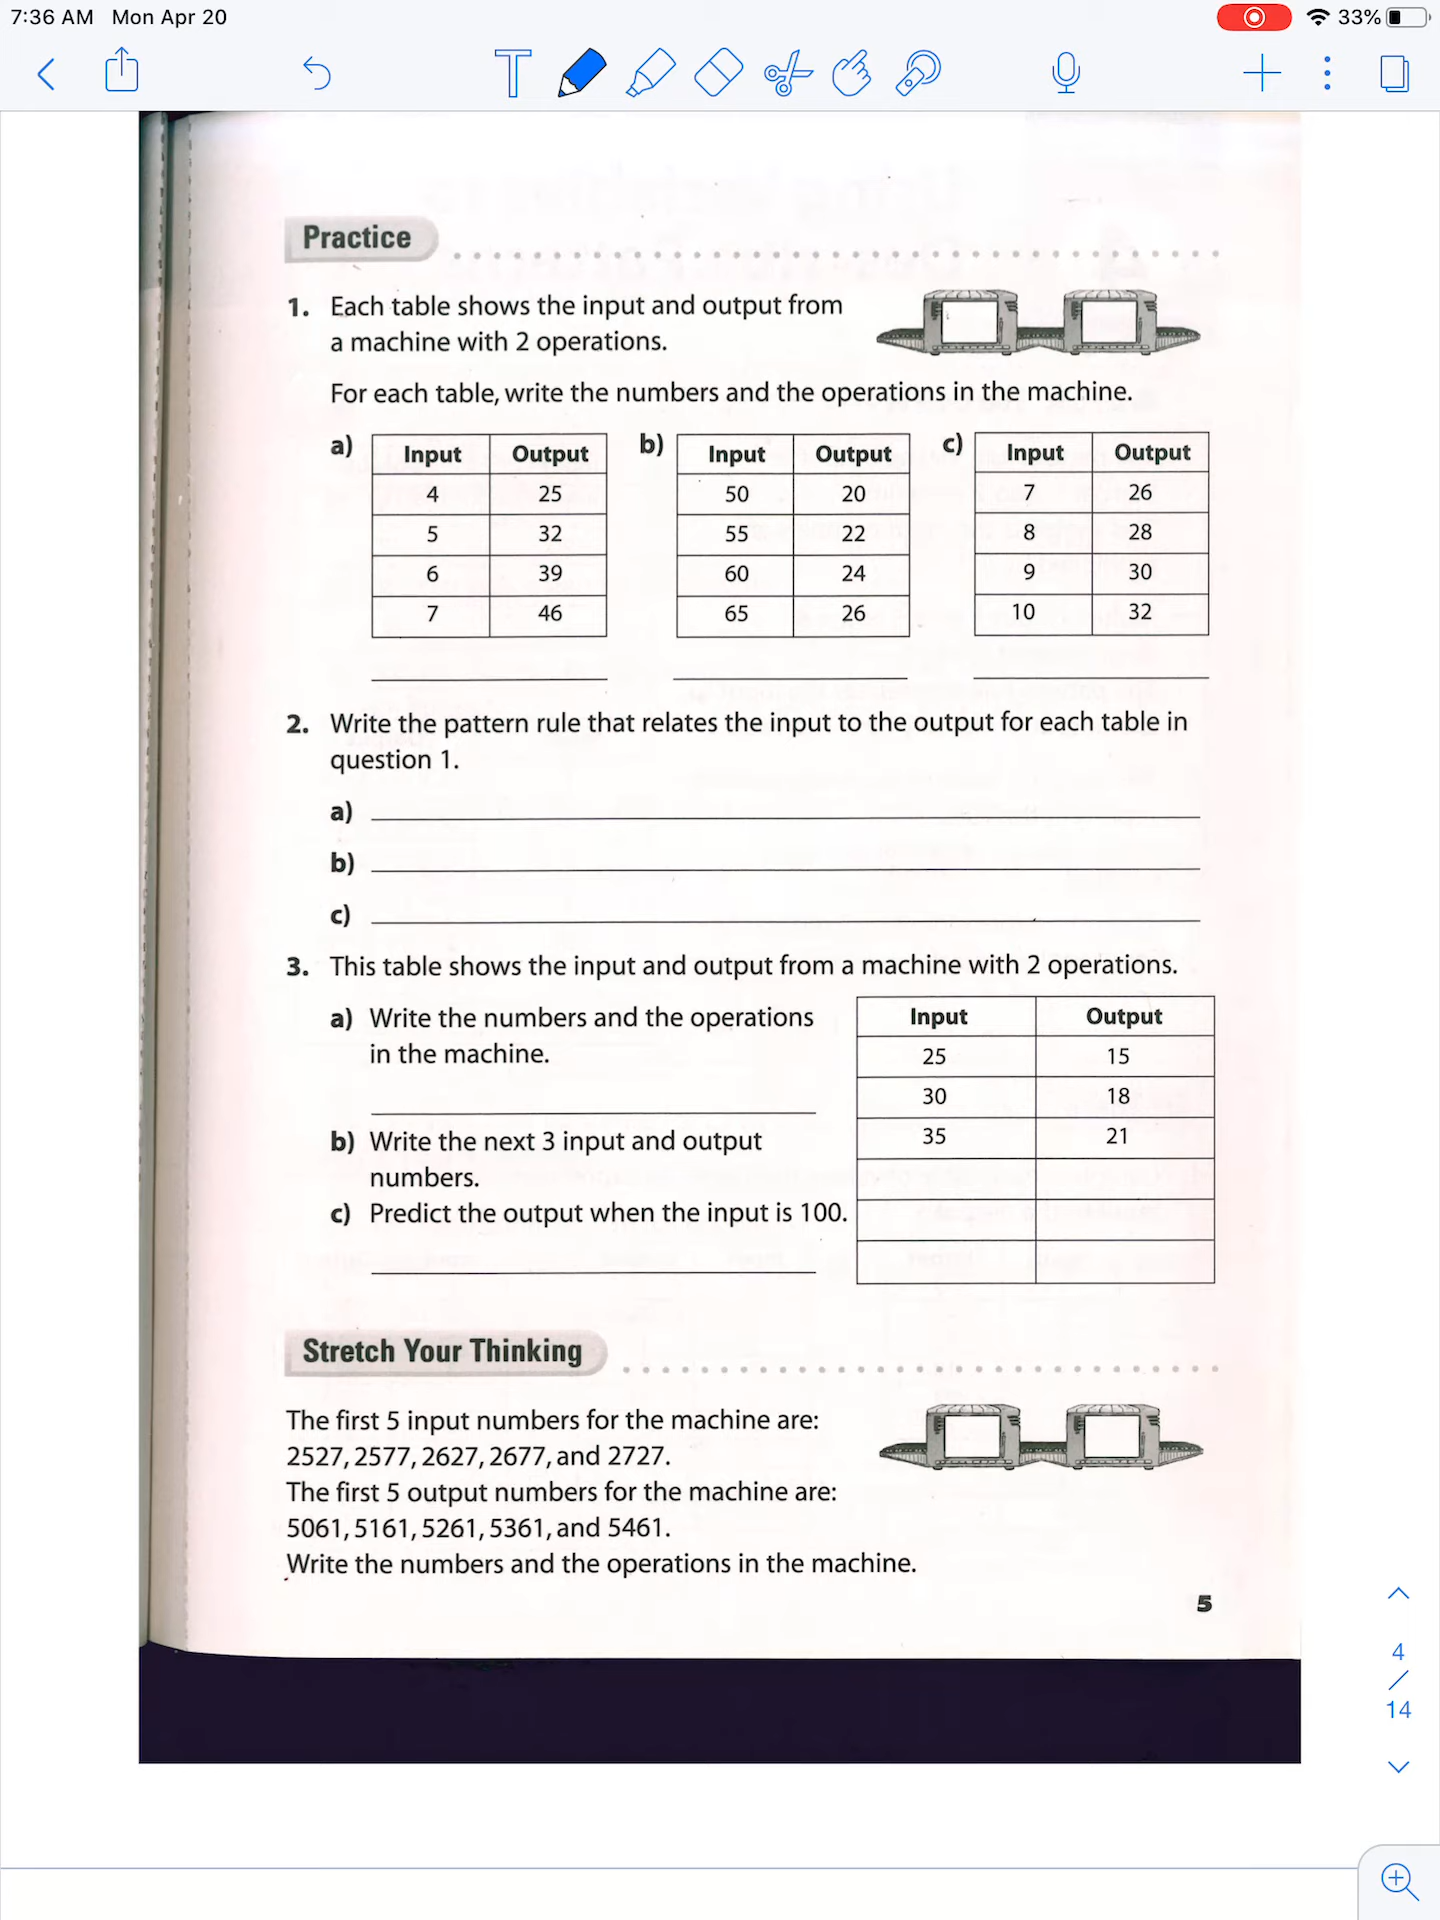 7:36 AM Mon Apr 20
33%
T
Practice
1. Each table shows the input and output from
a machine with 2 operations.
For each table, write the numbers and the operations in the machine.
a) Input Output
4 25
5 32
6 39
7 46
b) Input Output
50 20
55 22
60 24
65 26
c) Input Output
7 26
8 28
9 30
10 32
2. Write the pattern rule that relates the input to the output for each table in
question 1.
a)
b)
c)
3. This table shows the input and output from a machine with 2 operations.
a) Write the numbers and the operations
in the machine.
b) Write the next 3 input and output
numbers.
c) Predict the output when the input is 100.
Input Output
25 15
30 18
35 21
Stretch Your Thinking
The first 5 input numbers for the machine are:
2527, 2577, 2627, 2677, and 2727.
The first 5 output numbers for the machine are:
5061, 5161, 5261, 5361, and 5461.
Write the numbers and the operations in the machine.
5
4
/
14